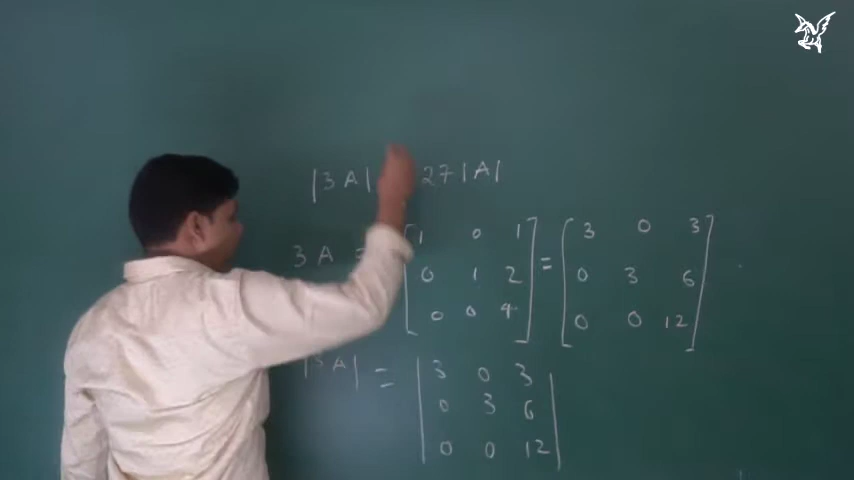 |3A| 27|A|
3A = [1 0 1 = [3 0 3
0 1 2 0 3 6
0 0 4] 0 0 12]
|3A| = |3 0 3
0 3 6
0 0 12|